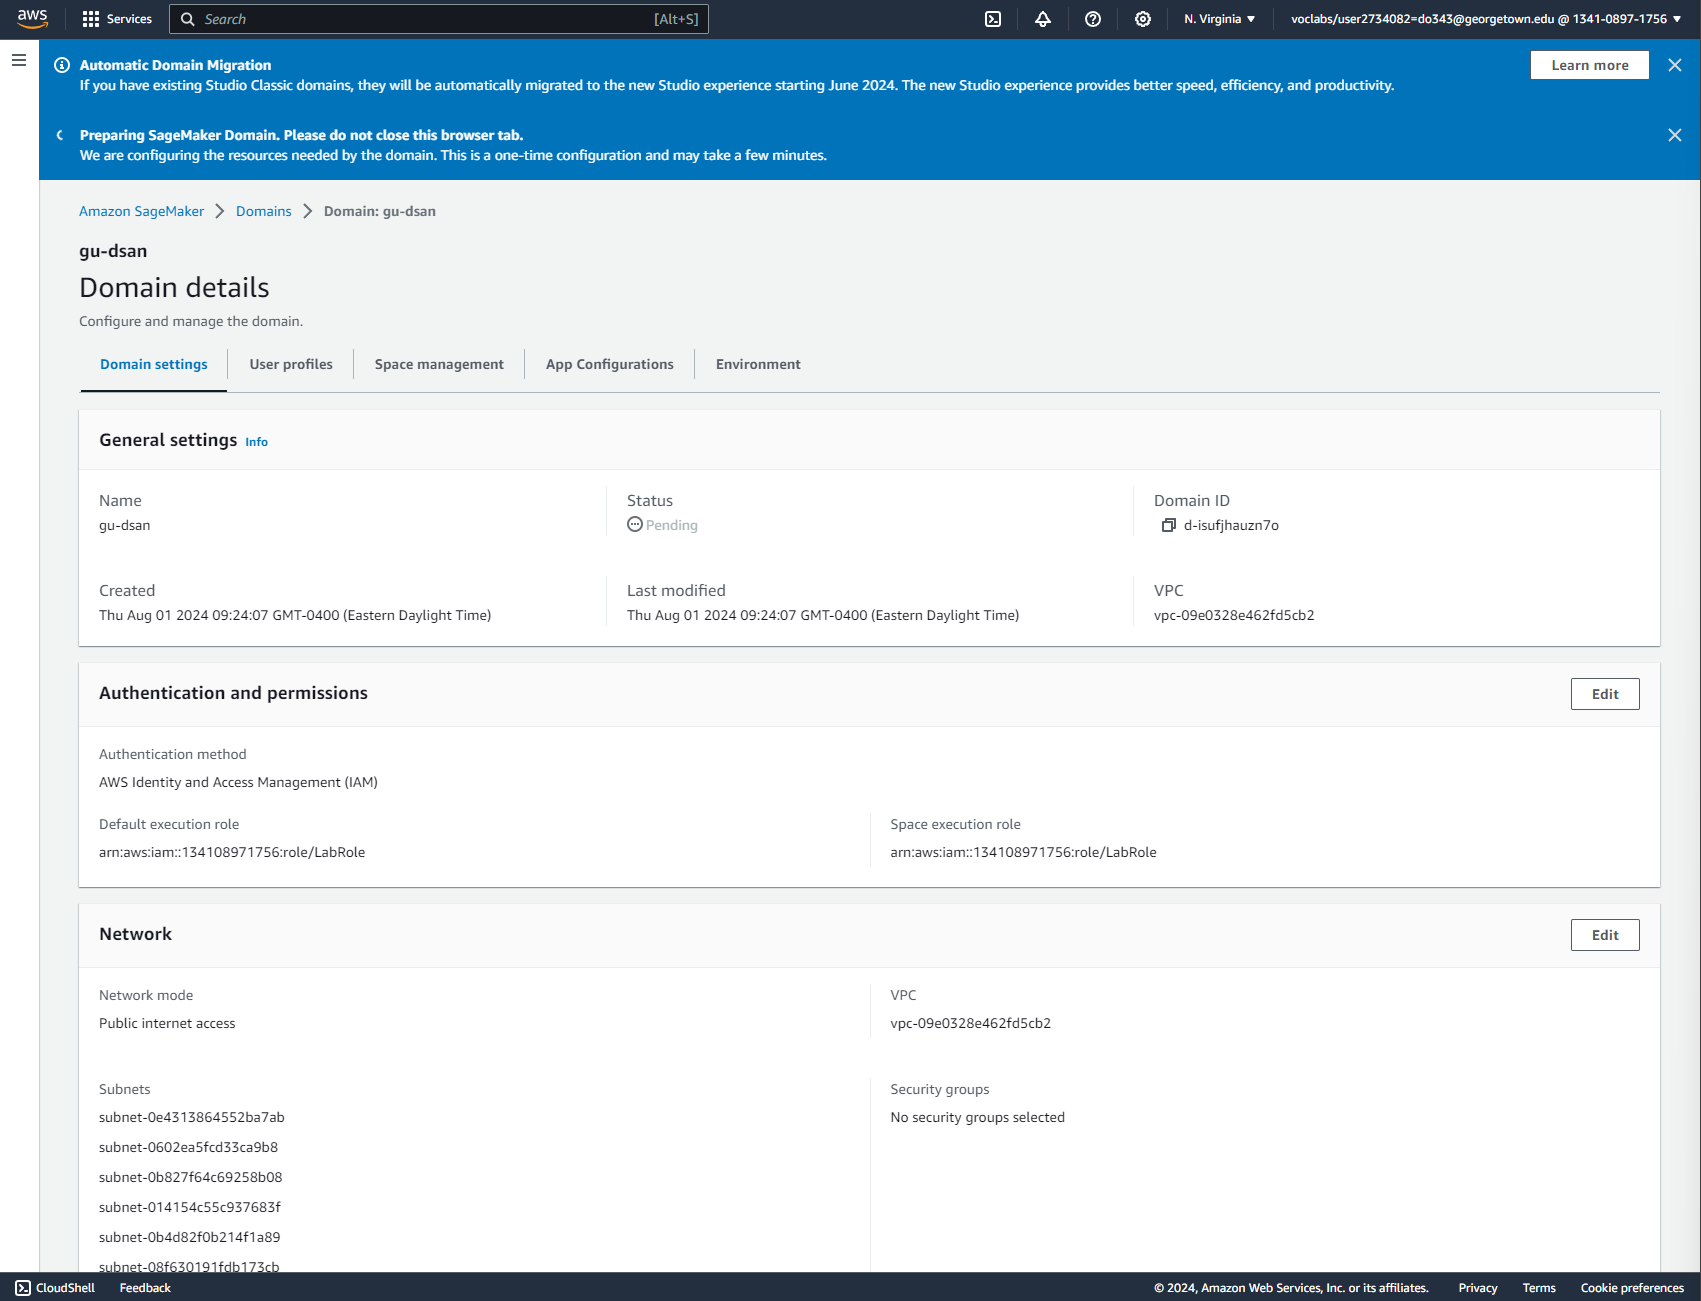 aws Services Search [Alt+S] N. Virginia ▼ voclabs/user2734082=do343@georgetown.edu @ 1341-0897-1756 ▼
Automatic Domain Migration
If you have existing Studio Classic domains, they will be automatically migrated to the new Studio experience starting June 2024. The new Studio experience provides better speed, efficiency, and productivity.
Learn more
Preparing SageMaker Domain. Please do not close this browser tab.
We are configuring the resources needed by the domain. This is a one-time configuration and may take a few minutes.
Amazon SageMaker > Domains > Domain: gu-dsan
gu-dsan
Domain details
Configure and manage the domain.
Domain settings User profiles Space management App Configurations Environment
General settings Info
Name Status Domain ID
gu-dsan Pending d-isufjhauzn7o
Created Last modified VPC
Thu Aug 01 2024 09:24:07 GMT-0400 (Eastern Daylight Time) Thu Aug 01 2024 09:24:07 GMT-0400 (Eastern Daylight Time) vpc-09e0328e462fd5cb2
Authentication and permissions Edit
Authentication method
AWS Identity and Access Management (IAM)
Default execution role Space execution role
arn:aws:iam::134108971756:role/LabRole arn:aws:iam::134108971756:role/LabRole
Network Edit
Network mode VPC
Public internet access vpc-09e0328e462fd5cb2
Subnets Security groups
subnet-0e4313864552ba7ab No security groups selected
subnet-0602ea5fcd33ca9b8
subnet-0b827f64c69258b08
subnet-014154c55c937683f
subnet-0b4d82f0b214f1a89
subnet-08f630191fdb173cb
CloudShell Feedback © 2024, Amazon Web Services, Inc. or its affiliates. Privacy Terms Cookie preferences